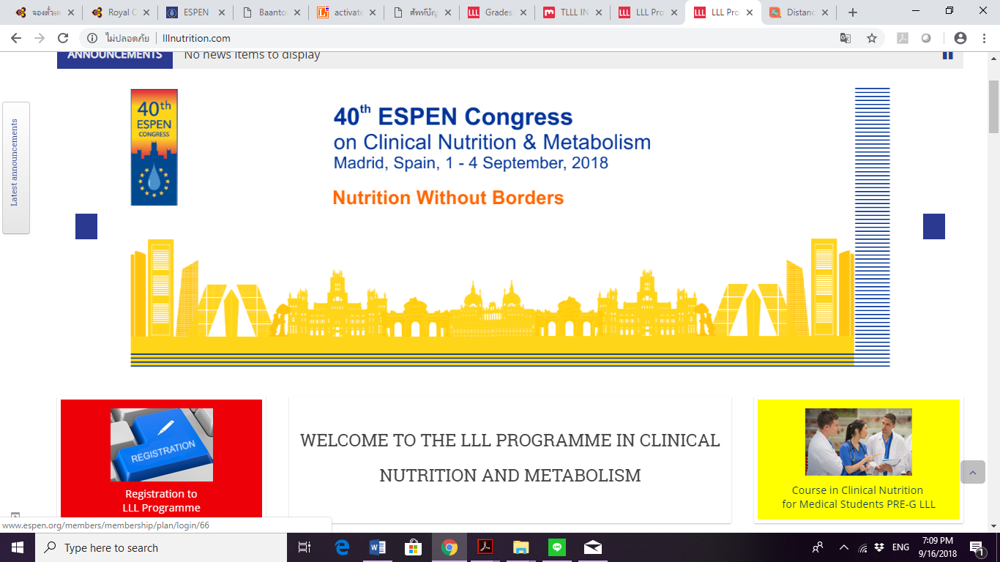 จองตั๋วเค
Royal C
ESPEN
Baanto
activate
ศัพท์บัญ
Grades
TLLL IN
LLL Pro
LLL Pro
Distanc
ไม่ปลอดภัย
lllnutrition.com
ANNOUNCEMENTS
No news items to display
Latest announcements
40th
ESPEN
CONGRESS
40th ESPEN Congress
on Clinical Nutrition & Metabolism
Madrid, Spain, 1 - 4 September, 2018
Nutrition Without Borders
REGISTRATION
Registration to
LLL Programme
WELCOME TO THE LLL PROGRAMME IN CLINICAL
NUTRITION AND METABOLISM
Course in Clinical Nutrition
for Medical Students PRE-G LLL
www.espen.org/members/membership/plan/login/66
Type here to search
ENG
7:09 PM
9/16/2018
1